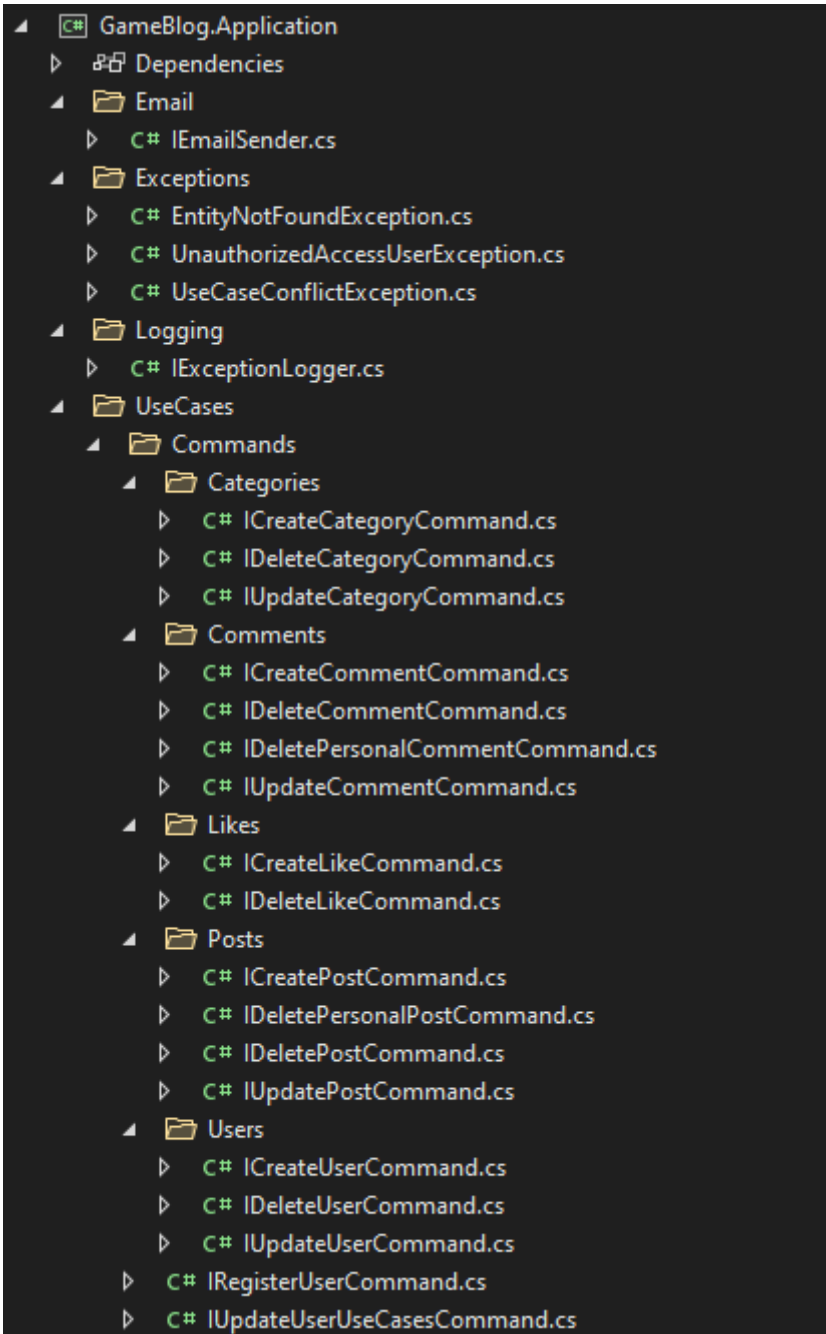 C# GameBlog.Application
Dependencies
Email
C# IEmailSender.cs
Exceptions
C# EntityNotFoundException.cs
C# UnauthorizedAccessUserException.cs
C# UseCaseConflictException.cs
Logging
C# IExceptionLogger.cs
UseCases
Commands
Categories
C# ICreateCategoryCommand.cs
C# IDeleteCategoryCommand.cs
C# IUpdateCategoryCommand.cs
Comments
C# ICreateCommentCommand.cs
C# IDeleteCommentCommand.cs
C# IDeletePersonalCommentCommand.cs
C# IUpdateCommentCommand.cs
Likes
C# ICreateLikeCommand.cs
C# IDeleteLikeCommand.cs
Posts
C# ICreatePostCommand.cs
C# IDeletePersonalPostCommand.cs
C# IDeletePostCommand.cs
C# IUpdatePostCommand.cs
Users
C# ICreateUserCommand.cs
C# IDeleteUserCommand.cs
C# IUpdateUserCommand.cs
C# IRegisterUserCommand.cs
C# IUpdateUserUseCasesCommand.cs